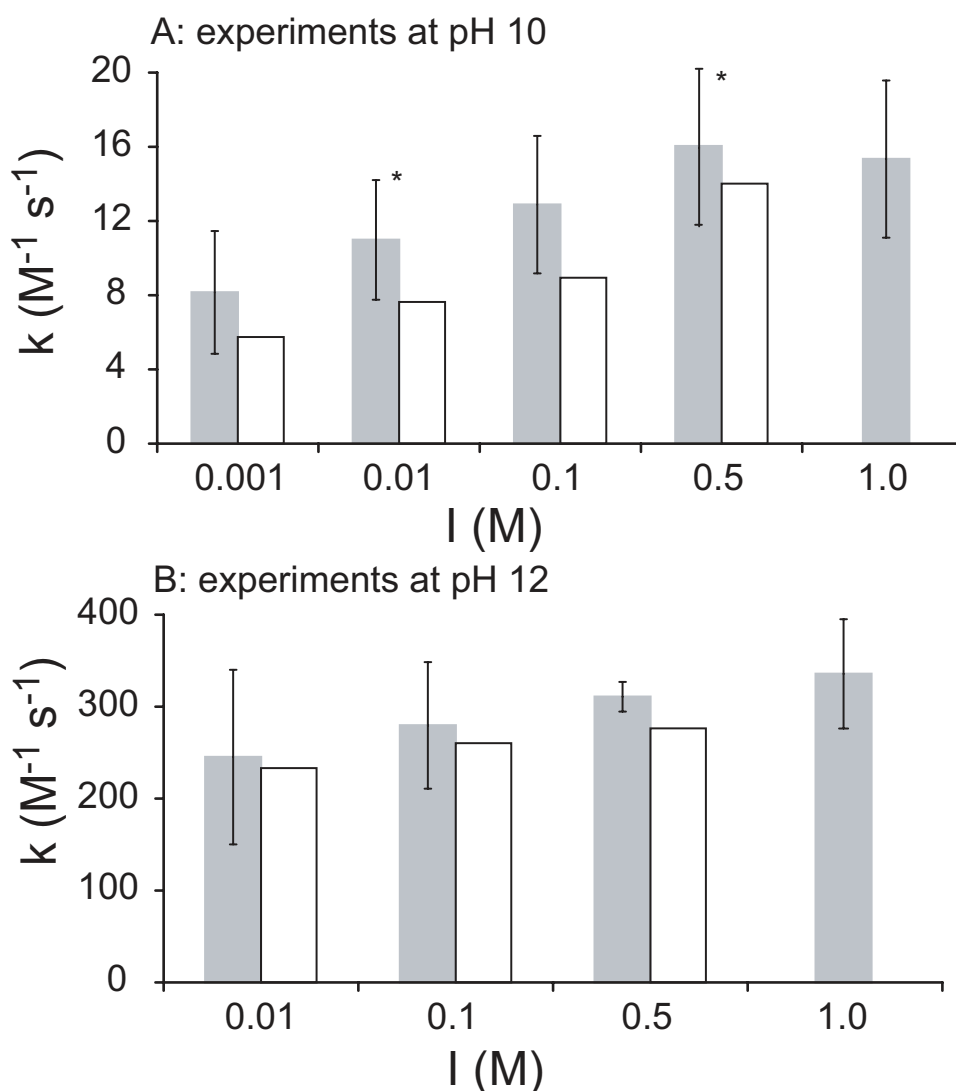 A: experiments at pH 10
k (M⁻¹ s⁻¹)
20
16
12
8
4
0
*
*
0.001 0.01 0.1 0.5 1.0
I (M)
B: experiments at pH 12
k (M⁻¹ s⁻¹)
400
300
200
100
0
0.01 0.1 0.5 1.0
I (M)